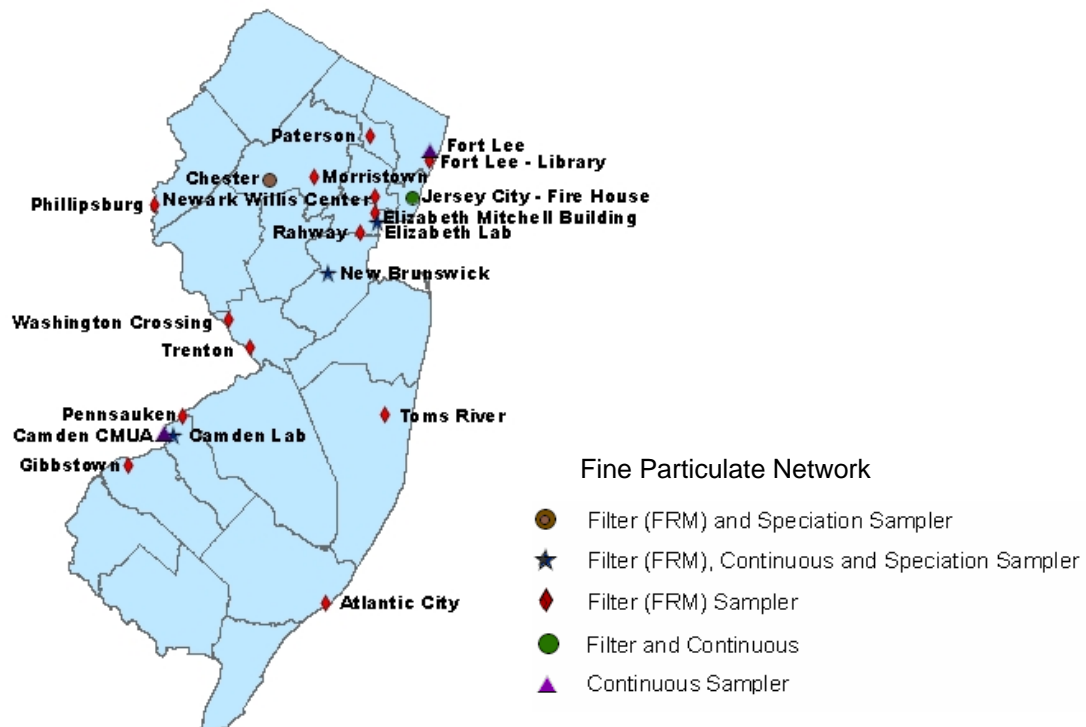 Paterson
Fort Lee
Fort Lee - Library
Chester
Morristown
Phillipsburg
Newark Willis Center
Jersey City - Fire House
Elizabeth Mitchell Building
Rahway
Elizabeth Lab
New Brunswick
Washington Crossing
Trenton
Pennsauken
Toms River
Camden CMUA
Camden Lab
Gibbstown
Atlantic City
Fine Particulate Network
Filter (FRM) and Speciation Sampler
Filter (FRM), Continuous and Speciation Sampler
Filter (FRM) Sampler
Filter and Continuous
Continuous Sampler